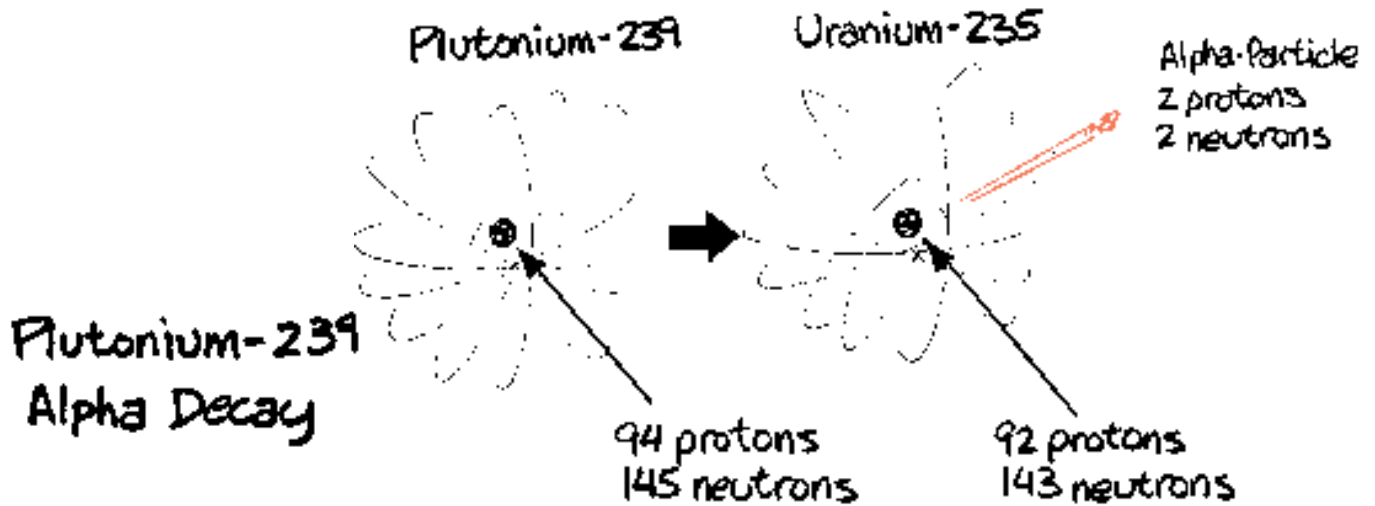 Plutonium-239
Uranium-235
Alpha-Particle
2 protons
2 neutrons
Plutonium-239
Alpha Decay
94 protons
145 neutrons
92 protons
143 neutrons